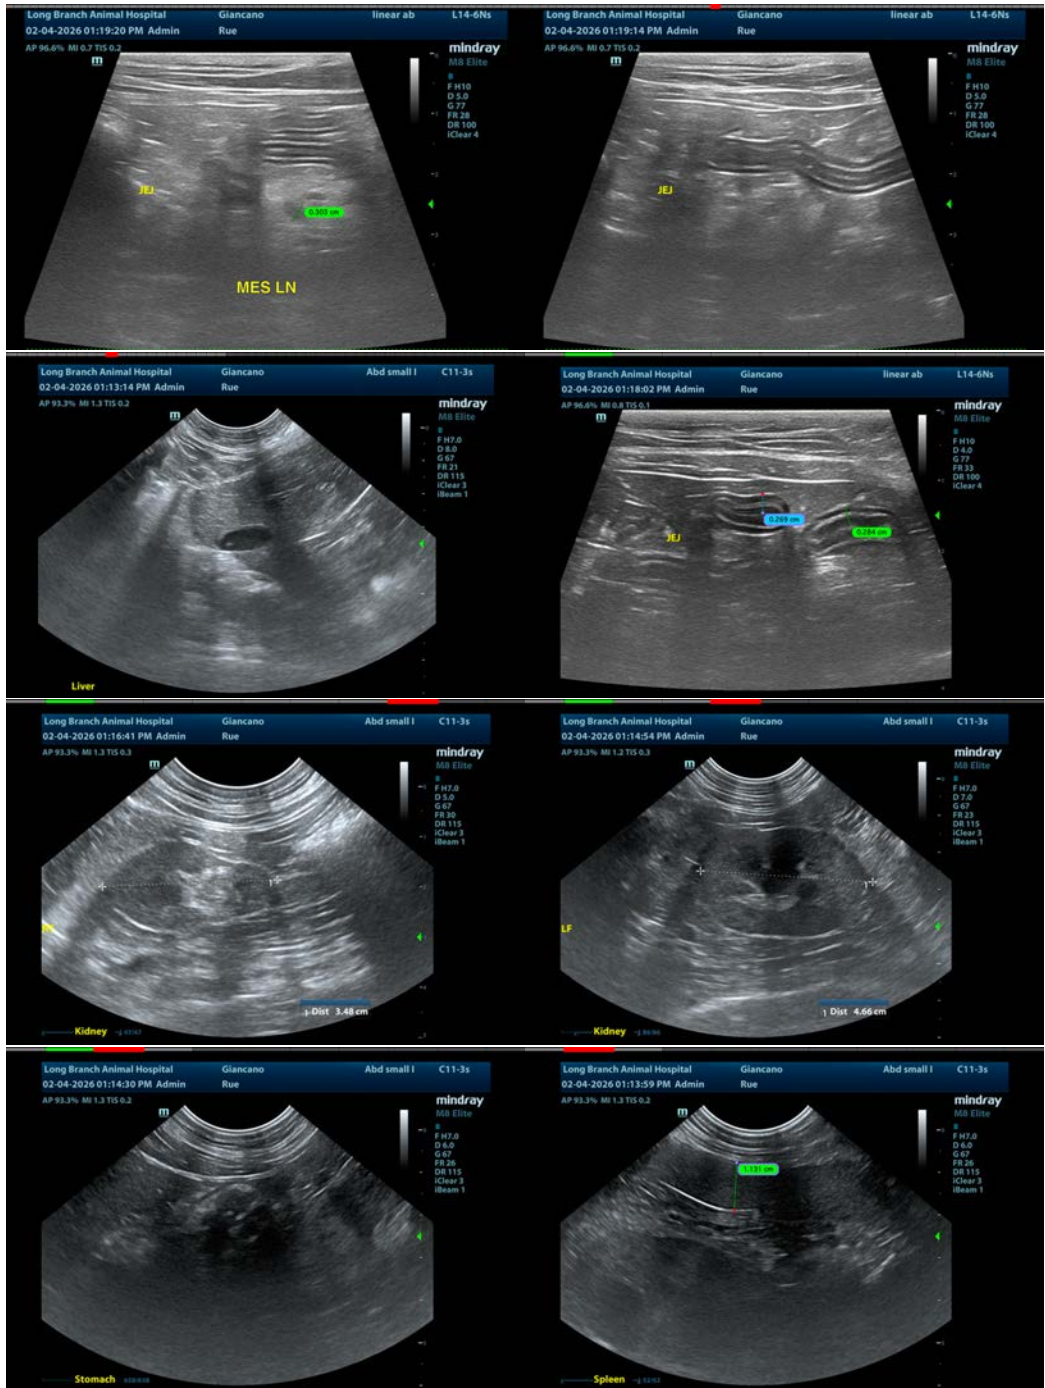 Long Branch Animal Hospital Giancano linear ab L14-6Ns
02-04-2026 01:19:20 PM Admin Rue
AP 96.6% MI 0.7 TIS 0.2
mindray
M8 Elite
B
F H10
D 5.0
G 77
FR 28
DR 100
iClear 4
JEJ
0.303 cm
MES LN
Long Branch Animal Hospital Giancano linear ab L14-6Ns
02-04-2026 01:19:14 PM Admin Rue
AP 96.6% MI 0.7 TIS 0.2
mindray
M8 Elite
B
F H10
D 5.0
G 77
FR 28
DR 100
iClear 4
JEJ
Long Branch Animal Hospital Giancano Abd small I C11-3s
02-04-2026 01:13:14 PM Admin Rue
AP 93.3% MI 1.3 TIS 0.2
mindray
M8 Elite
B
F H7.0
D 8.0
G 67
FR 21
DR 115
iClear 3
iBeam 1
Liver
Long Branch Animal Hospital Giancano linear ab L14-6Ns
02-04-2026 01:18:02 PM Admin Rue
AP 96.6% MI 0.8 TIS 0.1
mindray
M8 Elite
B
F H10
D 4.0
G 77
FR 33
DR 100
iClear 4
0.269 cm
0.284 cm
JEJ
Long Branch Animal Hospital Giancano Abd small I C11-3s
02-04-2026 01:16:41 PM Admin Rue
AP 93.3% MI 1.3 TIS 0.3
mindray
M8 Elite
B
F H7.0
D 5.0
G 67
FR 30
DR 115
iClear 3
iBeam 1
1 Dist 3.48 cm
Kidney
Long Branch Animal Hospital Giancano Abd small I C11-3s
02-04-2026 01:14:54 PM Admin Rue
AP 93.3% MI 1.2 TIS 0.3
mindray
M8 Elite
B
F H7.0
D 7.0
G 67
FR 23
DR 115
iClear 3
iBeam 1
LF
1 Dist 4.66 cm
Kidney
Long Branch Animal Hospital Giancano Abd small I C11-3s
02-04-2026 01:14:30 PM Admin Rue
AP 93.3% MI 1.3 TIS 0.2
mindray
M8 Elite
B
F H7.0
D 6.0
G 67
FR 26
DR 115
iClear 3
iBeam 1
Stomach
Long Branch Animal Hospital Giancano Abd small I C11-3s
02-04-2026 01:13:59 PM Admin Rue
AP 93.3% MI 1.3 TIS 0.2
mindray
M8 Elite
B
F H7.0
D 6.0
G 67
FR 26
DR 115
iClear 3
iBeam 1
1.131 cm
Spleen